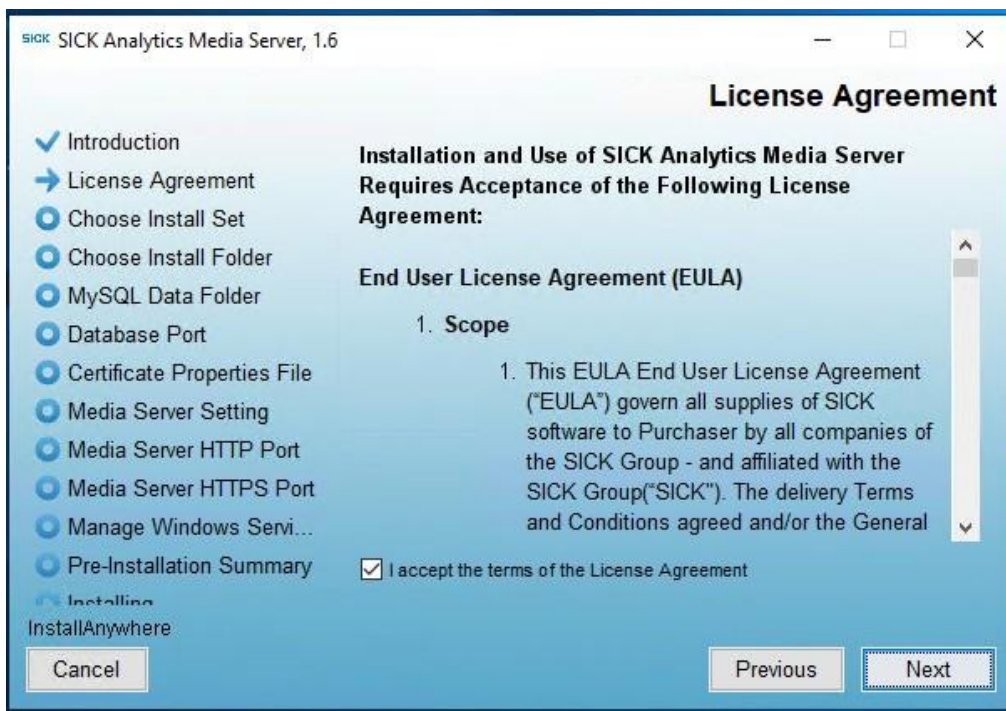 SICK SICK Analytics Media Server, 1.6
License Agreement
Introduction
License Agreement
Choose Install Set
Choose Install Folder
MySQL Data Folder
Database Port
Certificate Properties File
Media Server Setting
Media Server HTTP Port
Media Server HTTPS Port
Manage Windows Servi...
Pre-Installation Summary
Installing
Installation and Use of SICK Analytics Media Server
Requires Acceptance of the Following License
Agreement:
End User License Agreement (EULA)
1. Scope
1. This EULA End User License Agreement
(“EULA”) govern all supplies of SICK
software to Purchaser by all companies of
the SICK Group - and affiliated with the
SICK Group("SICK"). The delivery Terms
and Conditions agreed and/or the General
I accept the terms of the License Agreement
InstallAnywhere
Cancel
Previous
Next